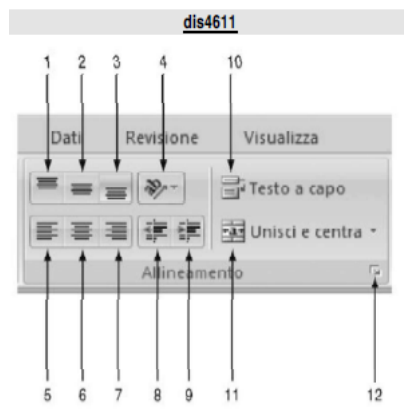 dis4611
1 2 3 4 10
Dati Revisione Visualizza
Testo a capo
Unisci e centra
Allineamento
5 6 7 8 9 11 12